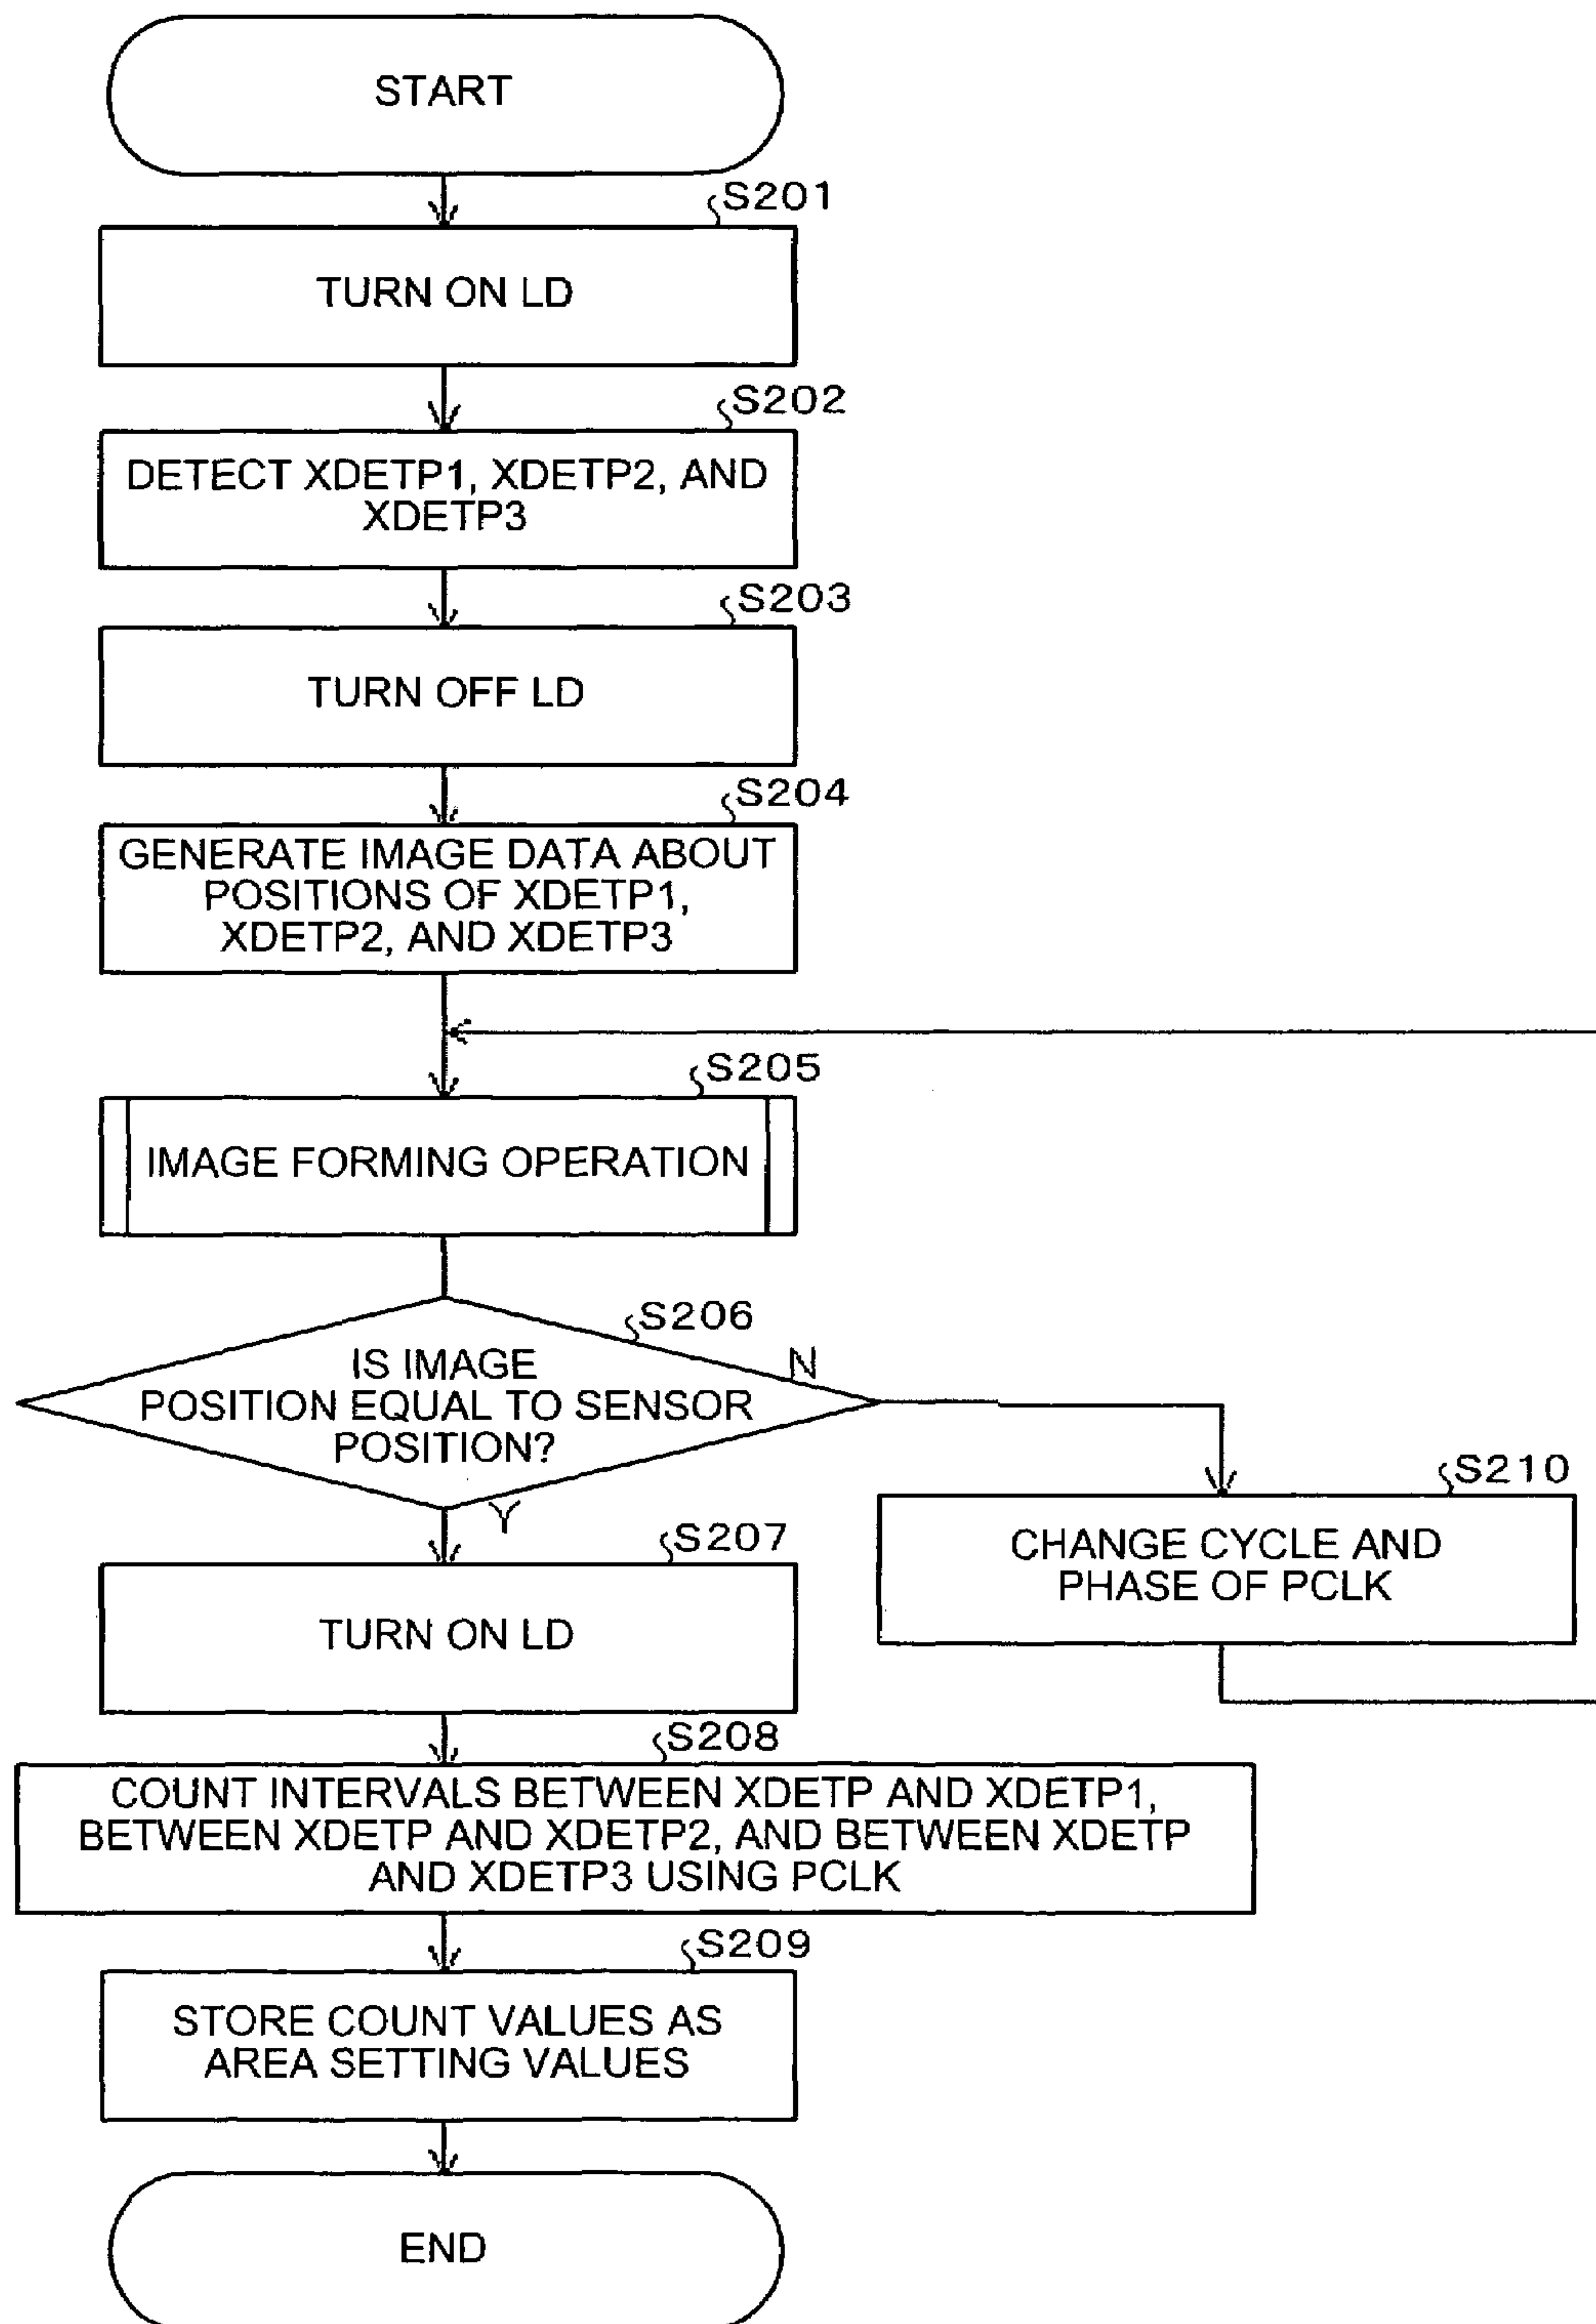 START
S201
TURN ON LD
S202
DETECT XDETP1, XDETP2, AND
XDETP3
S203
TURN OFF LD
S204
GENERATE IMAGE DATA ABOUT
POSITIONS OF XDETP1,
XDETP2, AND XDETP3
S205
IMAGE FORMING OPERATION
S206
IS IMAGE
POSITION EQUAL TO SENSOR
POSITION?
N
Y
S210
CHANGE CYCLE AND
PHASE OF PCLK
S207
TURN ON LD
S208
COUNT INTERVALS BETWEEN XDETP AND XDETP1,
BETWEEN XDETP AND XDETP2, AND BETWEEN XDETP
AND XDETP3 USING PCLK
S209
STORE COUNT VALUES AS
AREA SETTING VALUES
END